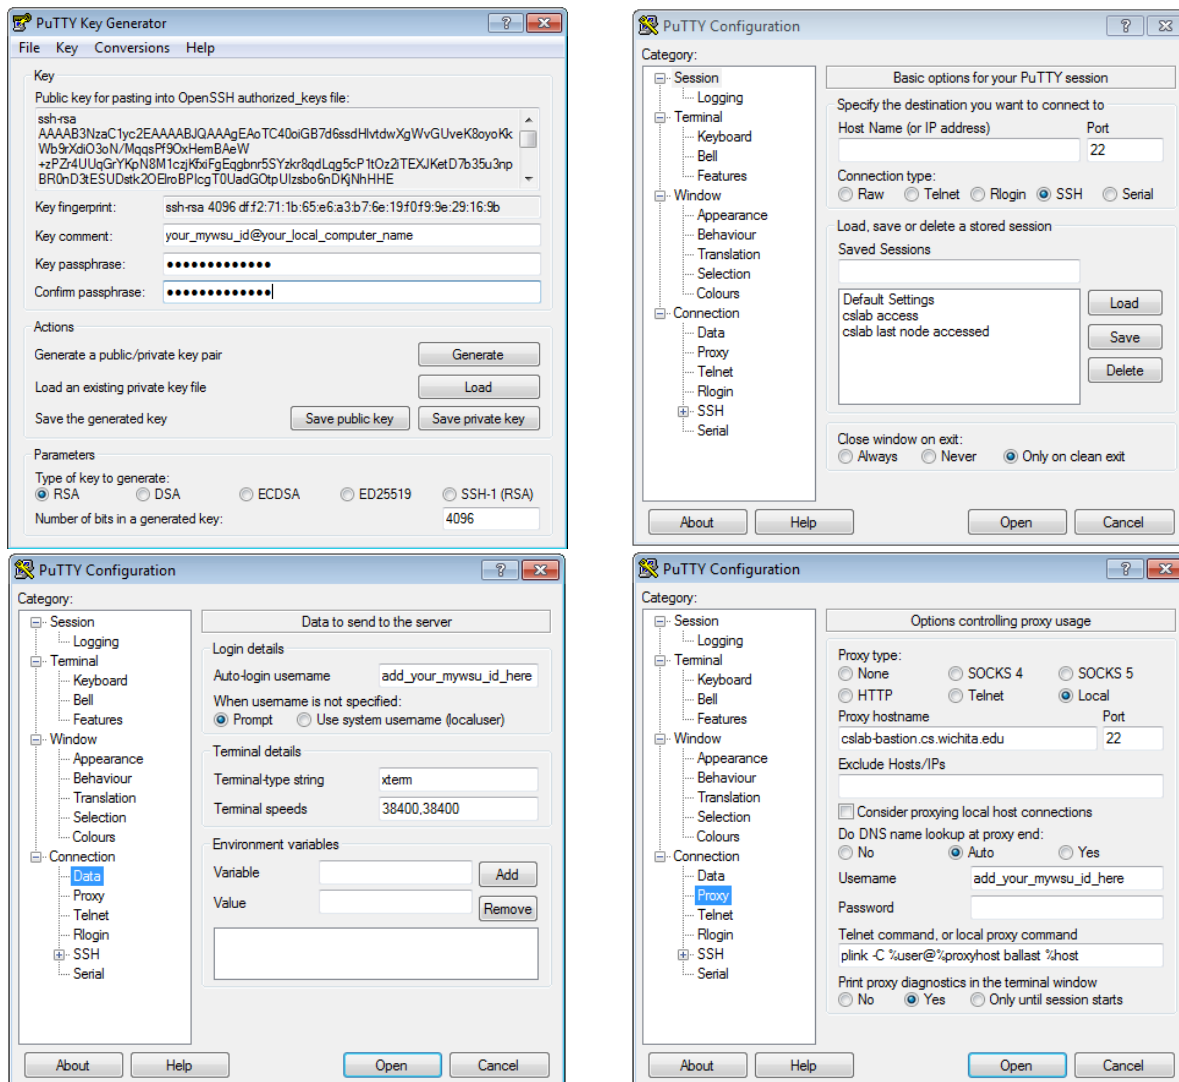 PuTTY Key Generator
File Key Conversions Help
Key
Public key for pasting into OpenSSH authorized_keys file:
ssh-rsa
AAAAB3NzaC1yc2EAAAABJQAAAgEAoTC40oiGB7d6ssdHlvtdwXgWvGUveK8oyoKk
Wb9rXdiO3oN/MqqsPf9OxHemBAeW
+zPZr4UUqGrYKpN8M1czjKfxiFgEqgbnr5SYzkr8qdLqg5cP1tOz2iTEXJKetD7b35u3np
BR0nD3tESUDstk2OElroBPlcgT0UadGOtpUlzsbo6nDKjNhHHE
Key fingerprint: ssh-rsa 4096 df:f2:71:1b:65:e6:a3:b7:6e:19:f0:f9:9e:29:16:9b
Key comment: your_mywsu_id@your_local_computer_name
Key passphrase: •••••••••••••
Confirm passphrase: •••••••••••••
Actions
Generate a public/private key pair Generate
Load an existing private key file Load
Save the generated key Save public key Save private key
Parameters
Type of key to generate:
RSA DSA ECDSA ED25519 SSH-1 (RSA)
Number of bits in a generated key: 4096
PuTTY Configuration
Category:
Session
Logging
Terminal
Keyboard
Bell
Features
Window
Appearance
Behaviour
Translation
Selection
Colours
Connection
Data
Proxy
Telnet
Rlogin
SSH
Serial
Basic options for your PuTTY session
Specify the destination you want to connect to
Host Name (or IP address) Port
22
Connection type:
Raw Telnet Rlogin SSH Serial
Load, save or delete a stored session
Saved Sessions
Default Settings
cslab access
cslab last node accessed
Load
Save
Delete
Close window on exit:
Always Never Only on clean exit
About Help Open Cancel
PuTTY Configuration
Category:
Session
Logging
Terminal
Keyboard
Bell
Features
Window
Appearance
Behaviour
Translation
Selection
Colours
Connection
Data
Proxy
Telnet
Rlogin
SSH
Serial
Data to send to the server
Login details
Auto-login username add_your_mywsu_id_here
When username is not specified:
Prompt Use system username (localuser)
Terminal details
Terminal-type string xterm
Terminal speeds 38400,38400
Environment variables
Variable Add
Value Remove
About Help Open Cancel
PuTTY Configuration
Category:
Session
Logging
Terminal
Keyboard
Bell
Features
Window
Appearance
Behaviour
Translation
Selection
Colours
Connection
Data
Proxy
Telnet
Rlogin
SSH
Serial
Options controlling proxy usage
Proxy type:
None SOCKS 4 SOCKS 5
HTTP Telnet Local
Proxy hostname Port
cslab-bastion.cs.wichita.edu 22
Exclude Hosts/IPs
Consider proxying local host connections
Do DNS name lookup at proxy end:
No Auto Yes
Username add_your_mywsu_id_here
Password
Telnet command, or local proxy command
plink -C %user@%proxyhost ballast %host
Print proxy diagnostics in the terminal window
No Yes Only until session starts
About Help Open Cancel